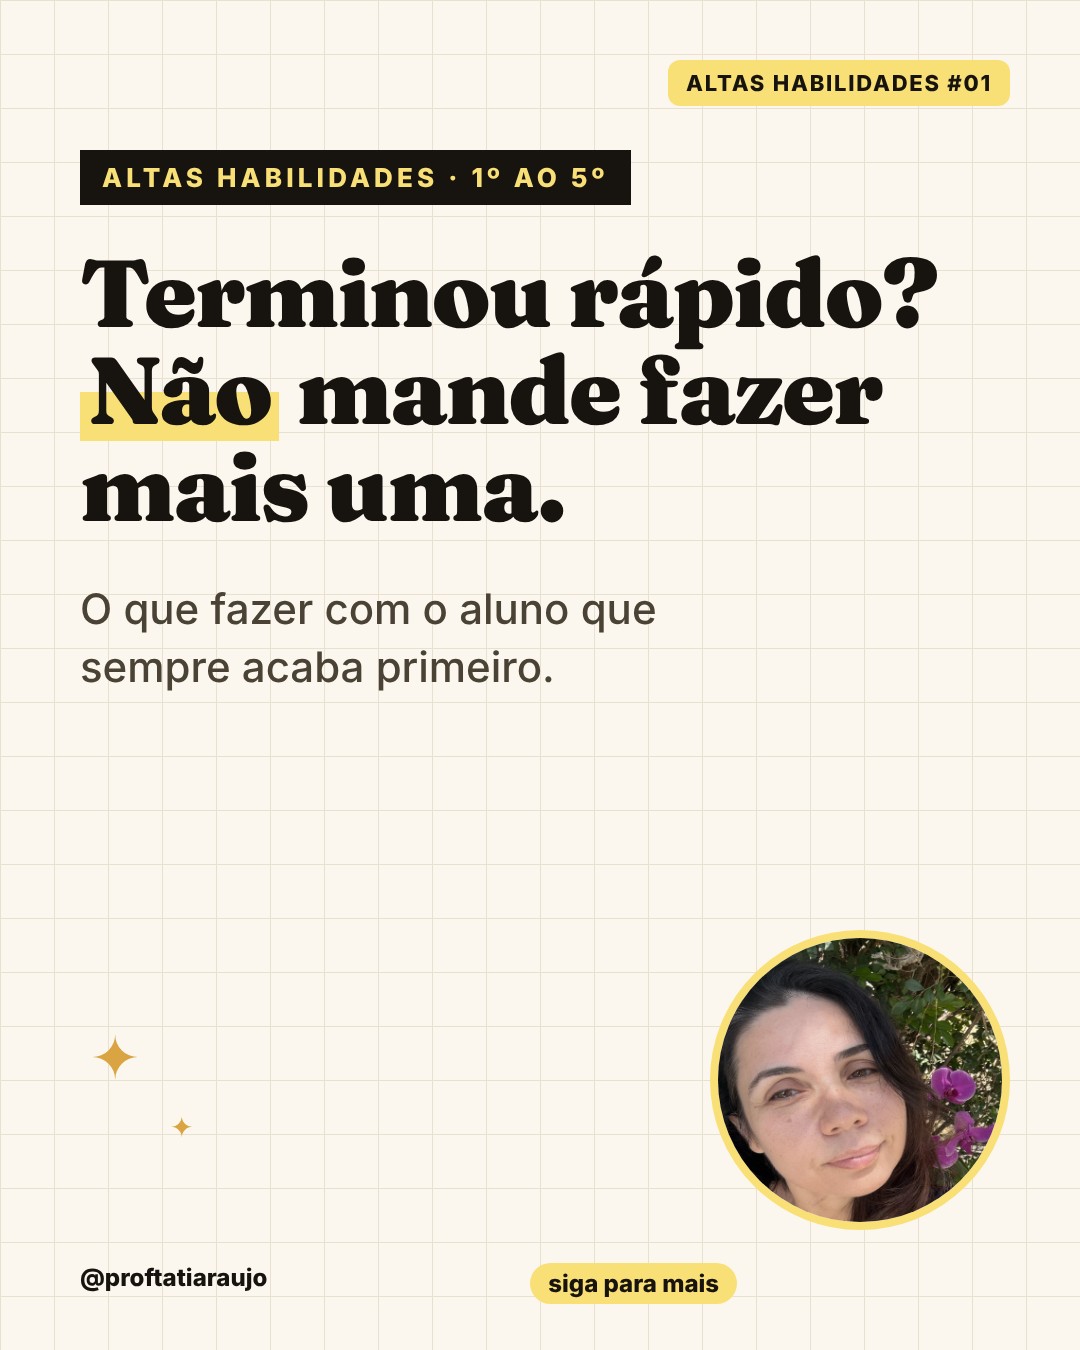 ALTAS HABILIDADES #01
ALTAS HABILIDADES · 1º AO 5º
Terminou rápido?
Não mande fazer
mais uma.
O que fazer com o aluno que
sempre acaba primeiro.
@proftatiaraujo
siga para mais